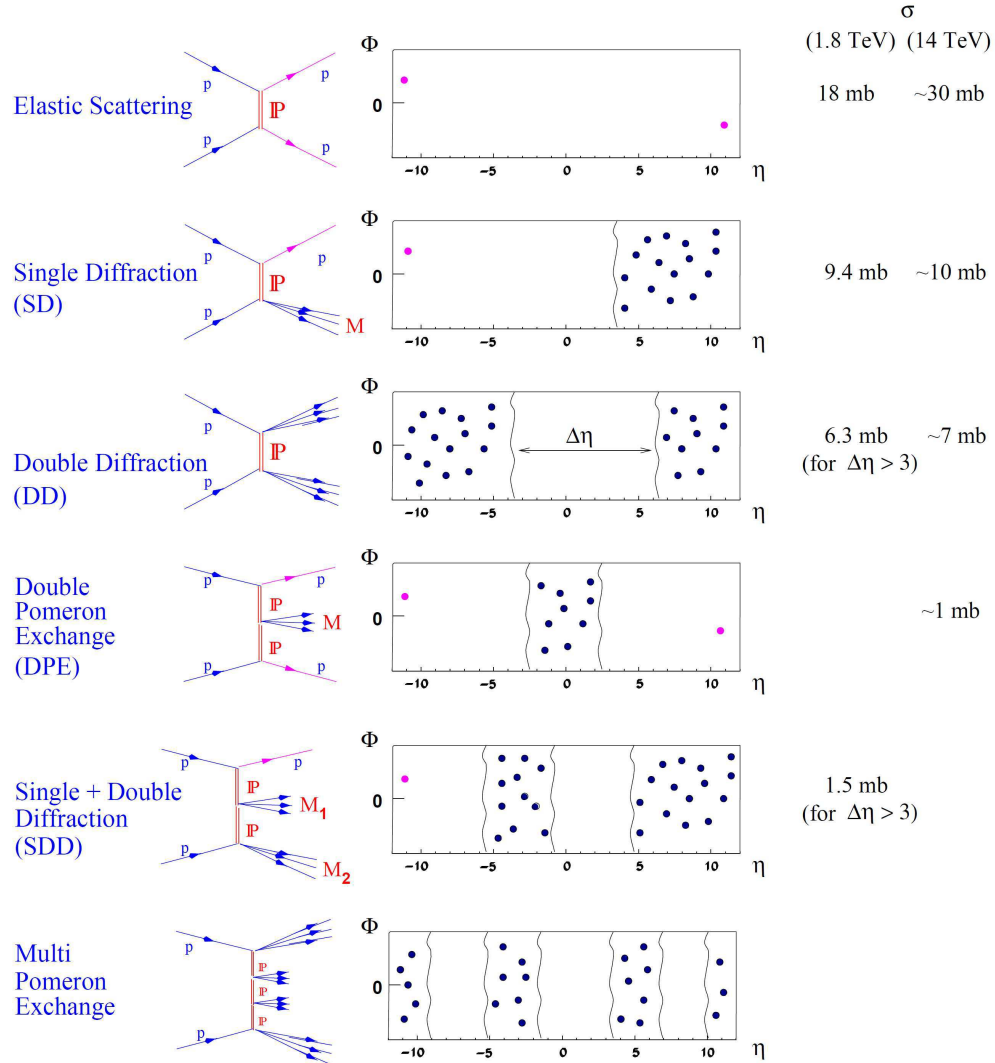 σ
(1.8 TeV) (14 TeV)
Elastic Scattering
p
p
p
p
ℙ
Φ
0
-10 -5 0 5 10 η
18 mb ~30 mb
Single Diffraction
(SD)
p
p
p
ℙ
M
Φ
0
-10 -5 0 5 10 η
9.4 mb ~10 mb
Double Diffraction
(DD)
p
p
ℙ
Φ
0
Δη
-10 -5 0 5 10 η
6.3 mb ~7 mb
(for Δη > 3)
Double
Pomeron
Exchange
(DPE)
p
p
ℙ
M
ℙ
p
p
Φ
0
-10 -5 0 5 10 η
~1 mb
Single + Double
Diffraction
(SDD)
p
p
ℙ
M₁
ℙ
p
M₂
Φ
0
-10 -5 0 5 10 η
1.5 mb
(for Δη > 3)
Multi
Pomeron
Exchange
p
ℙ
ℙ
ℙ
p
Φ
0
-10 -5 0 5 10 η